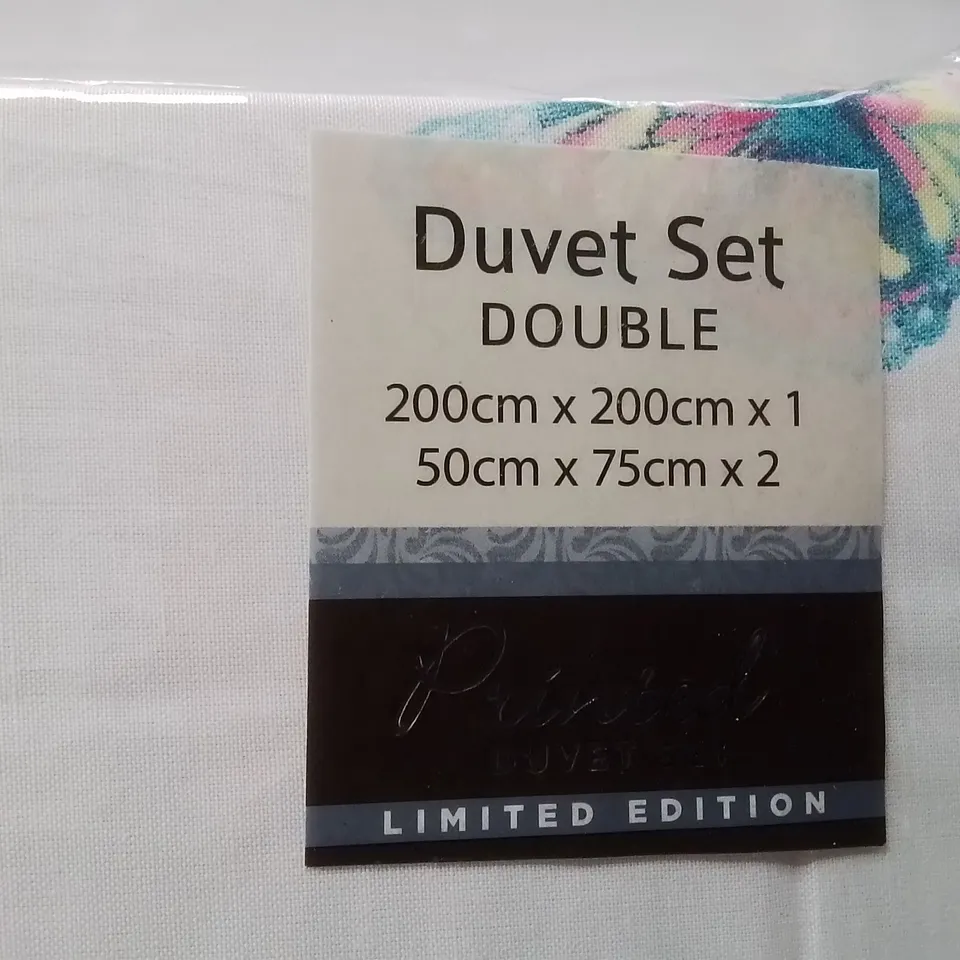 Duvet Set
DOUBLE
200cm x 200cm x 1
50cm x 75cm x 2
Printed
DUVET SET
LIMITED EDITION